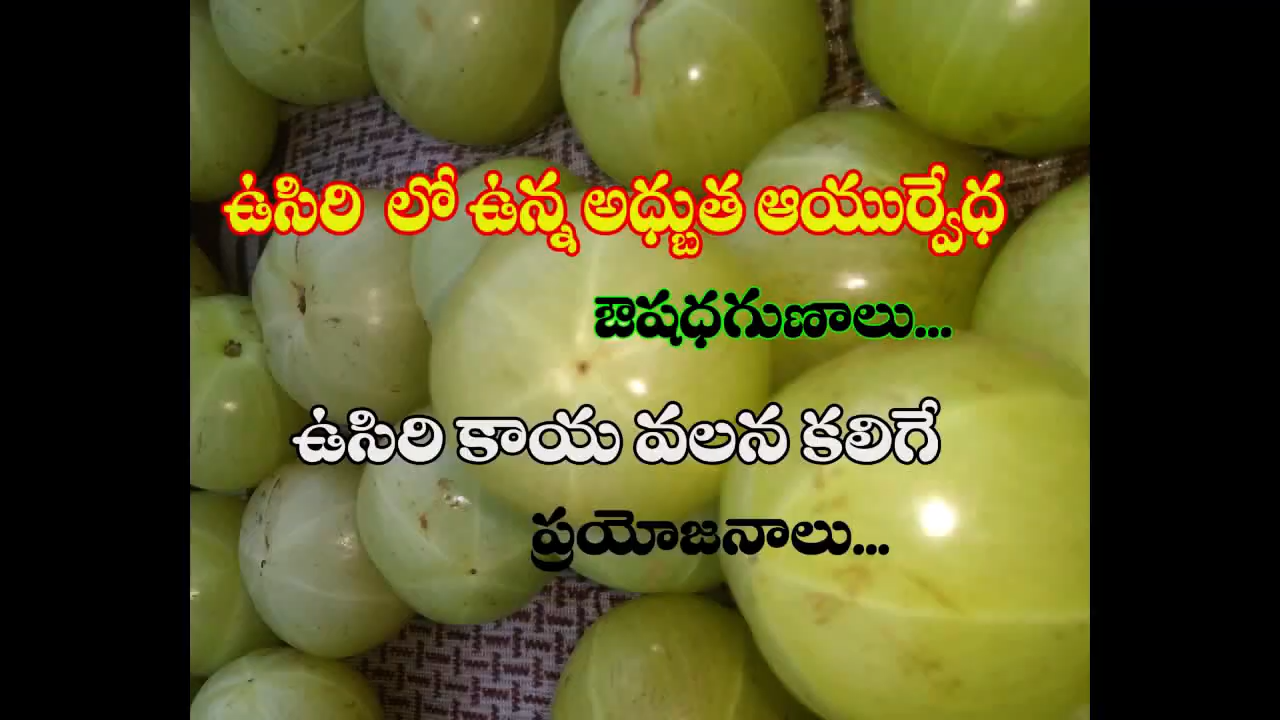 ఉసిరి లో ఉన్న అధ్బుత ఆయుర్వేధ
ఔషధగుణాలు...
ఉసిరి కాయ వలన కలిగే
ప్రయోజనాలు...